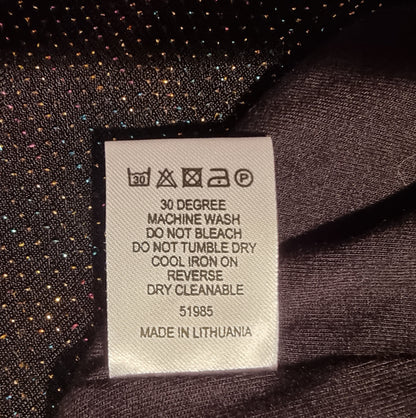 30 P
30 DEGREE
MACHINE WASH
DO NOT BLEACH
DO NOT TUMBLE DRY
COOL IRON ON
REVERSE
DRY CLEANABLE
51985
MADE IN LITHUANIA